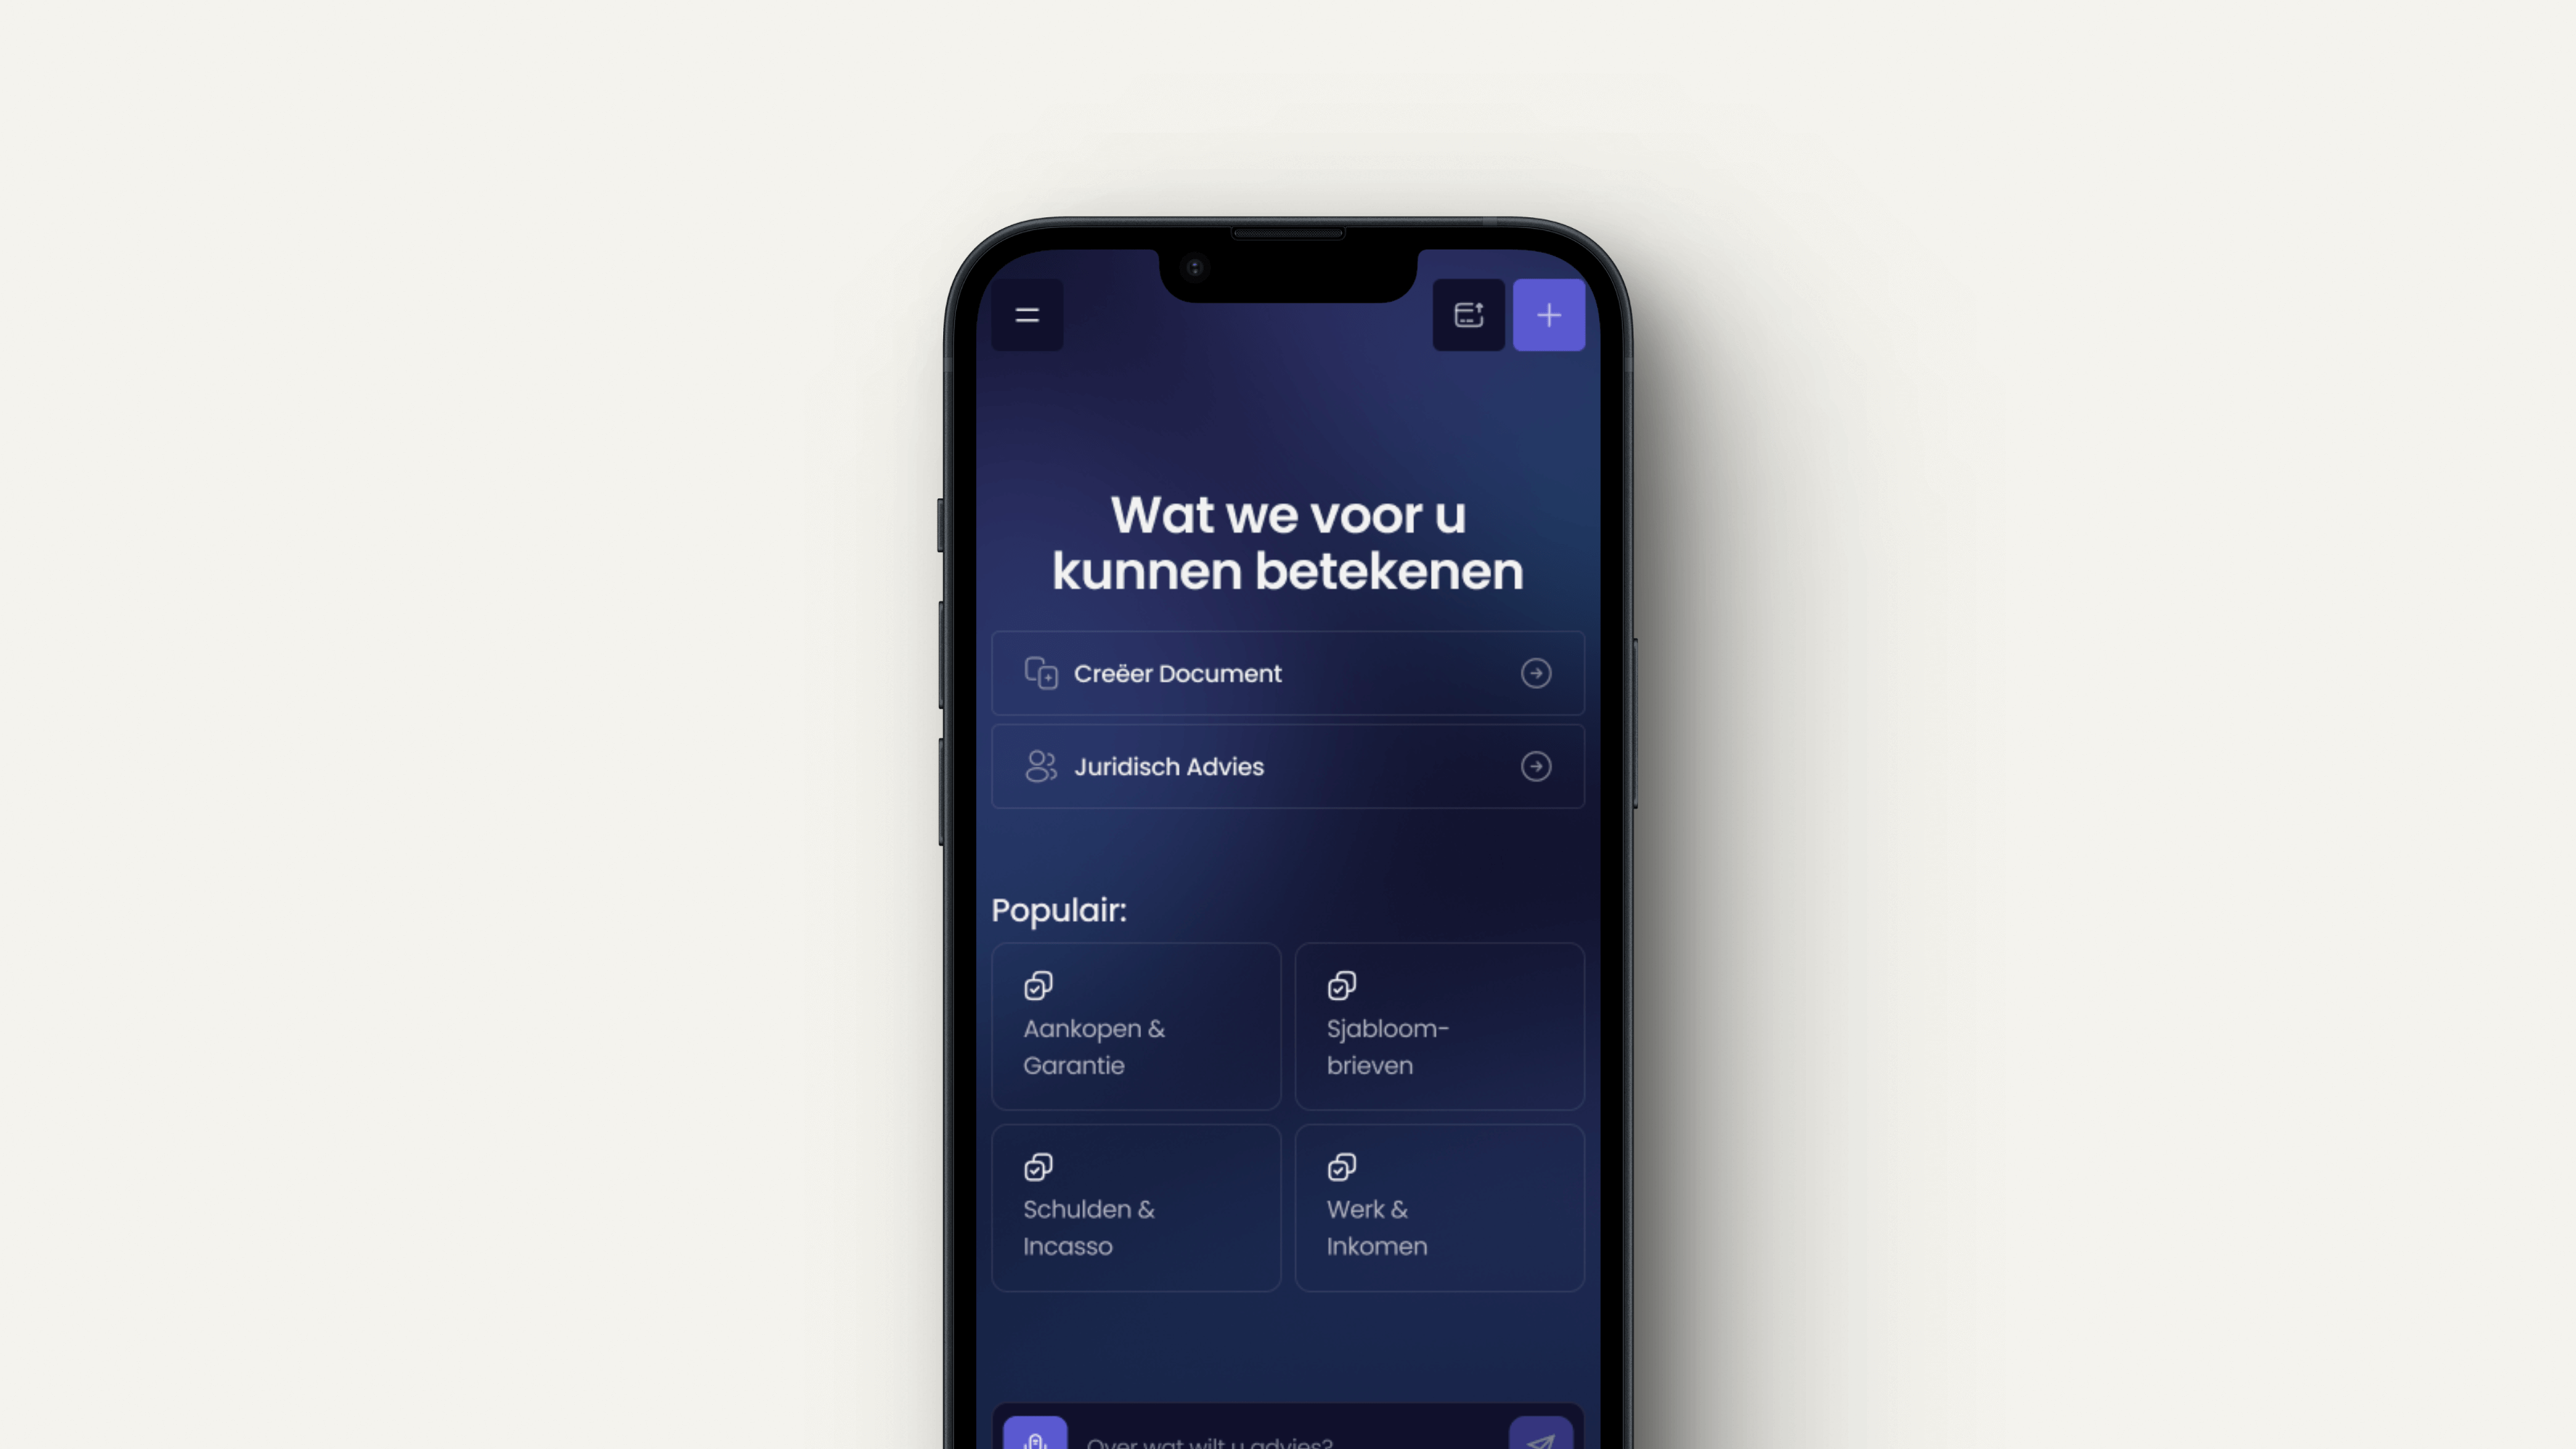 Wat we voor u
kunnen betekenen
Creëer Document
Juridisch Advies
Populair:
Aankopen &
Garantie
Sjabloom-
brieven
Schulden &
Incasso
Werk &
Inkomen
Over wat wilt u advies?